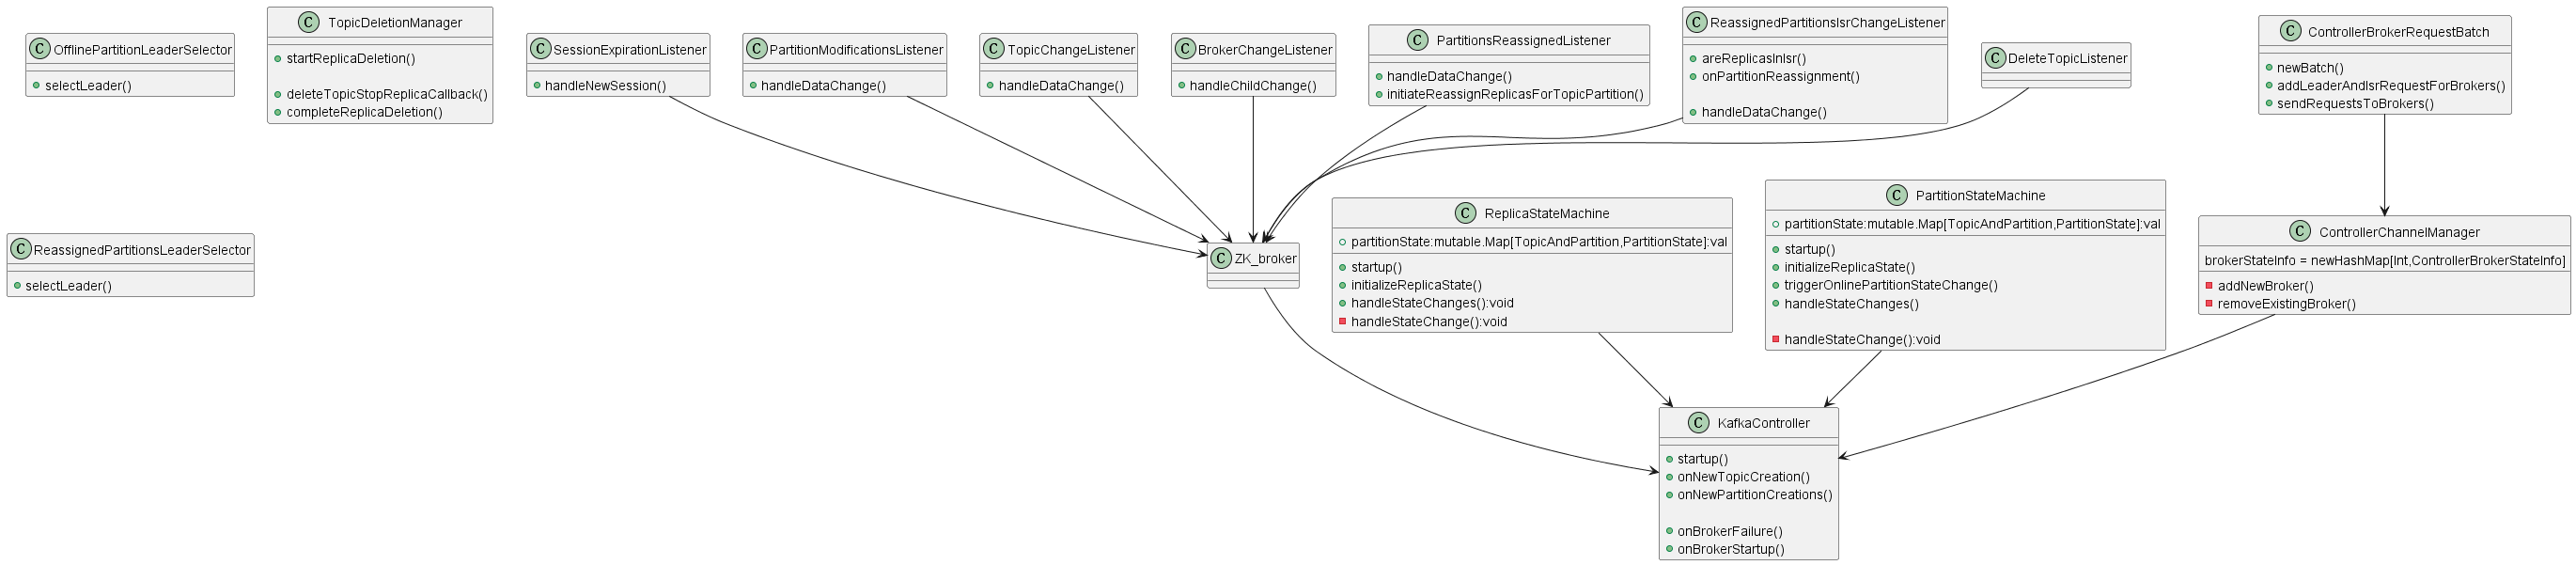 OfflinePartitionLeaderSelector
selectLeader()
TopicDeletionManager
startReplicaDeletion()
deleteTopicStopReplicaCallback()
completeReplicaDeletion()
SessionExpirationListener
handleNewSession()
PartitionModificationsListener
handleDataChange()
TopicChangeListener
handleDataChange()
BrokerChangeListener
handleChildChange()
PartitionsReassignedListener
handleDataChange()
initiateReassignReplicasForTopicPartition()
ReassignedPartitionsIsrChangeListener
areReplicasInIsr()
onPartitionReassignment()
handleDataChange()
DeleteTopicListener
ControllerBrokerRequestBatch
newBatch()
addLeaderAndIsrRequestForBrokers()
sendRequestsToBrokers()
ReassignedPartitionsLeaderSelector
selectLeader()
ZK_broker
ReplicaStateMachine
partitionState:mutable.Map[TopicAndPartition,PartitionState]:val
startup()
initializeReplicaState()
handleStateChanges():void
handleStateChange():void
PartitionStateMachine
partitionState:mutable.Map[TopicAndPartition,PartitionState]:val
startup()
initializeReplicaState()
triggerOnlinePartitionStateChange()
handleStateChanges()
handleStateChange():void
ControllerChannelManager
brokerStateInfo = newHashMap[Int,ControllerBrokerStateInfo]
addNewBroker()
removeExistingBroker()
KafkaController
startup()
onNewTopicCreation()
onNewPartitionCreations()
onBrokerFailure()
onBrokerStartup()